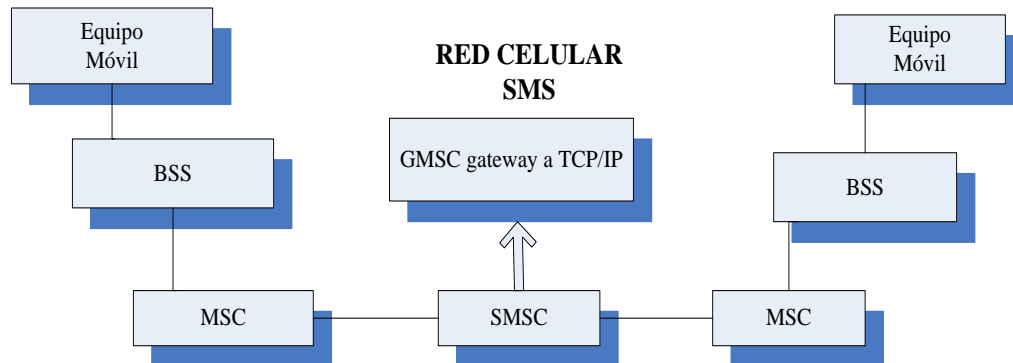 Equipo
Móvil
RED CELULAR
SMS
Equipo
Móvil
BSS
GMSC gateway a TCP/IP
BSS
MSC
SMSC
MSC